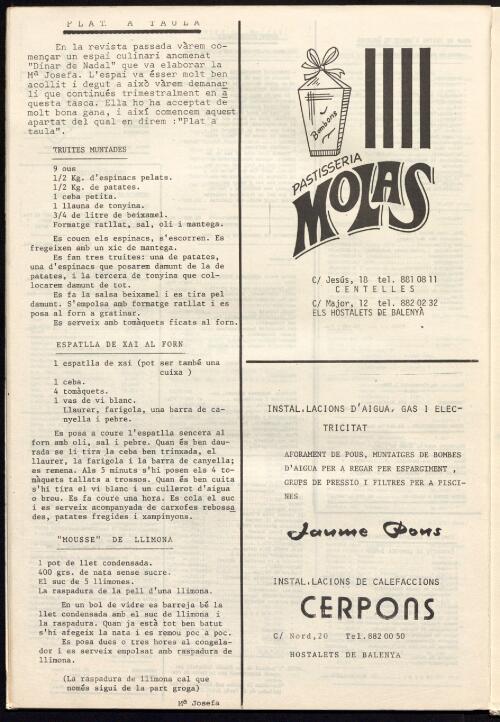 PLAT A TAULA
En la revista passada vàrem co-
mençar un espai culinari anomenat
"Dinar de Nadal" que va elaborar la
Mª Josefa. L'espai va ésser molt ben
acollit i degut a això vàrem demanar
li que continués trimestralment en a
questa tasca. Ella ho ha acceptat de
molt bona gana, i així comencem aquest
apartat del qual en direm :"Plat a
taula".
TRUITES MUNTADES
9 ous
1/2 Kg. d'espinacs pelats.
1/2 Kg. de patates.
1 ceba petita.
1 llauna de tonyina.
3/4 de litre de beixamel.
Formatge ratllat, sal, oli i mantega.
Es couen els espinacs, s'escorren. Es
fregeixen amb un xic de mantega.
Es fan tres truites: una de patates,
una d'espinacs que posarem damunt de la de
patates, i la tercera de tonyina que col-
locarem damunt de tot.
Es fa la salsa beixamel i es tira pel
damunt. S'empolsa amb formatge ratllat i es
posa al forn a gratinar.
Es serveix amb tomàquets ficats al forn.
ESPATLLA DE XAI AL FORN
1 espatlla de xai (pot ser també una
cuixa )
1 ceba.
4 tomàquets.
1 vas de vi blanc.
Llaurer, farigola, una barra de ca-
nyella i pebre.
Es posa a coure l'espatlla sencera al
forn amb oli, sal i pebre. Quan és ben dau-
rada se li tira la ceba ben trinxada, el
llaurer, la farigola i la barra de canyella;
es remena. Als 5 minuts s'hi posen els 4 to-
màquets tallats a trossos. Quan és ben cuita
s'hi tira el vi blanc i un cullerot d'aigua
o brou. Es fa coure una hora. Es cola el suc
i es serveix acompanyada de carxofes rebossa
des, patates fregides i xampinyons.
"MOUSSE" DE LLIMONA
1 pot de llet condensada.
400 grs. de nata sense sucre.
El suc de 5 llimones.
La raspadura de la pell d'una llimona.
En un bol de vidre es barreja bé la
llet condensada amb el suc de llimona i
la raspadura. Quan ja està tot ben batut
s'hi afegeix la nata i es remou poc a poc.
Es posa dues o tres hores al congela-
dor i es serveix empolsat amb raspadura de
llimona.
(La raspadura de llimona cal que
només sigui de la part groga)
Mª Josefa
Bombons
PASTISSERIA
MOLAS
C/ Jesús, 18 tel. 881 08 11
CENTELLES
C/ Major, 12 tel. 882 02 32
ELS HOSTALETS DE BALENYÀ
INSTAL.LACIONS D'AIGUA, GAS I ELEC-
TRICITAT
AFORAMENT DE POUS, MUNTATGES DE BOMBES
D'AIGUA PER A REGAR PER ESPARGIMENT ,
GRUPS DE PRESSIO I FILTRES PER A PISCI-
NES
Jaume Pons
INSTAL.LACIONS DE CALEFACCIONS
CERPONS
C/ Nord,20 Tel.882 00 50
HOSTALETS DE BALENYA